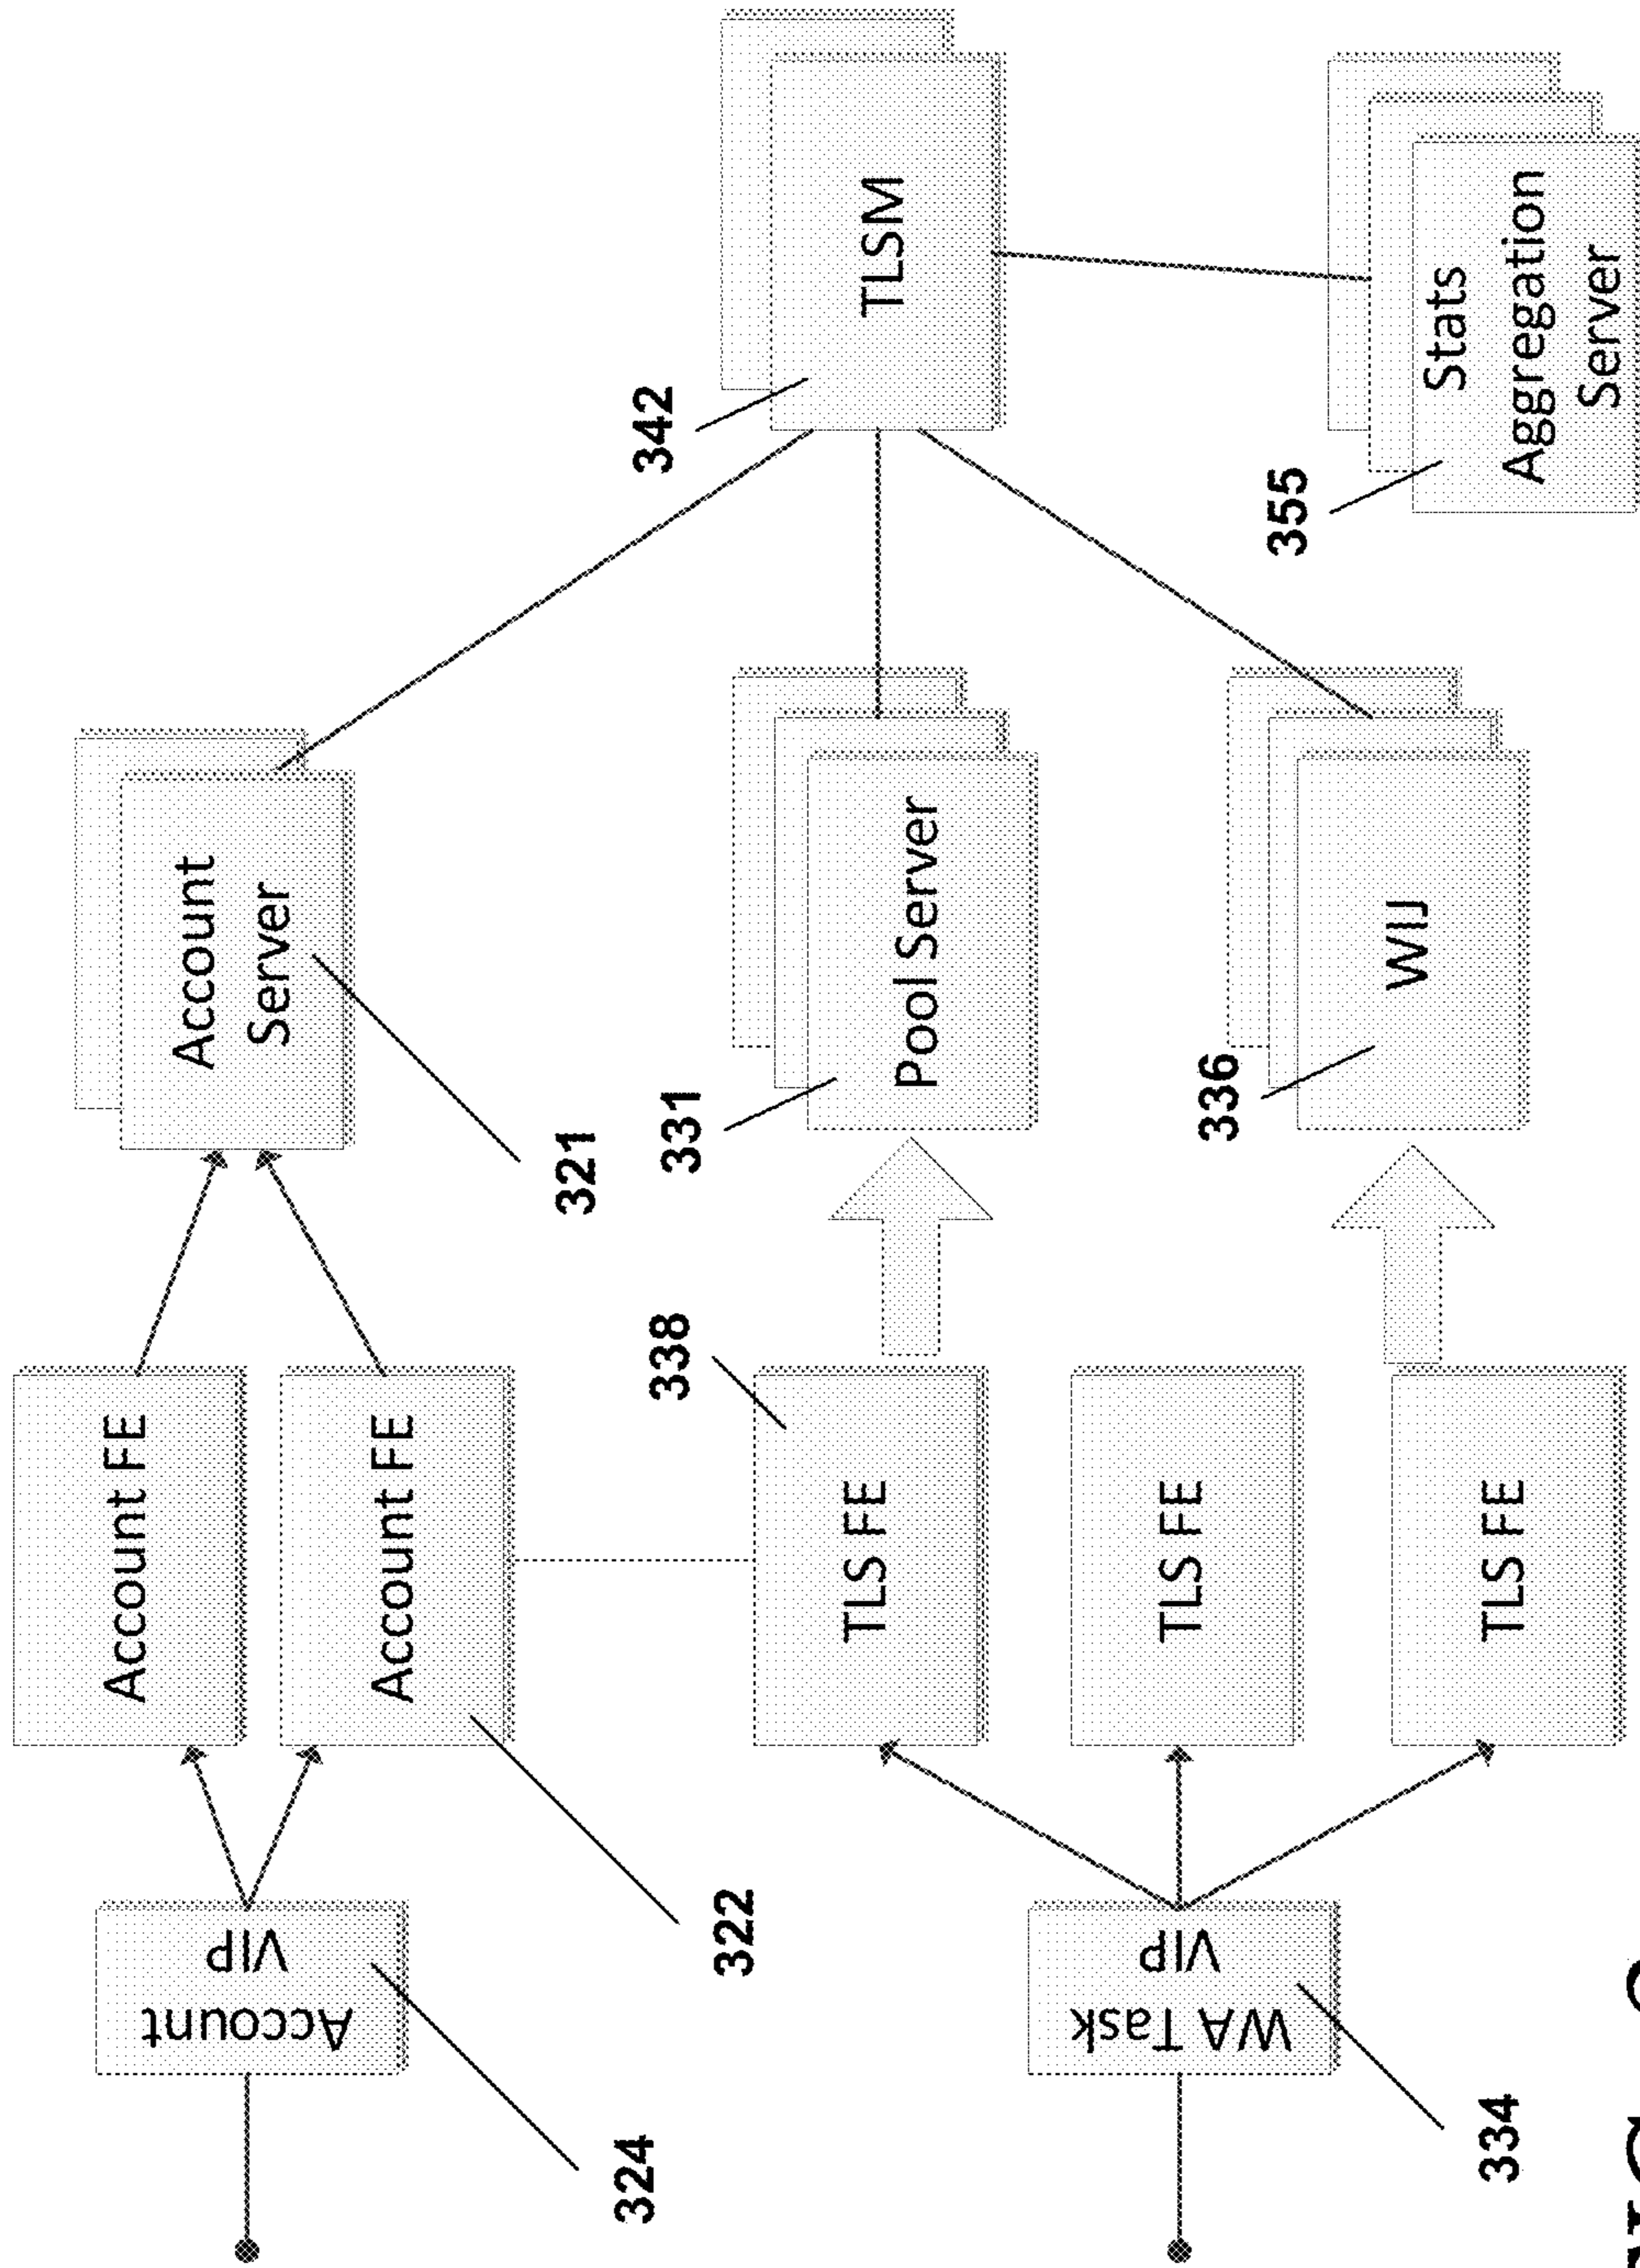 Account
VIP
324
Account FE
Account FE
322
Account
Server
321
WA Task
VIP
334
TLS FE
338
TLS FE
TLS FE
Pool Server
331
WIJ
336
TLSM
342
Stats
Aggregation
Server
355